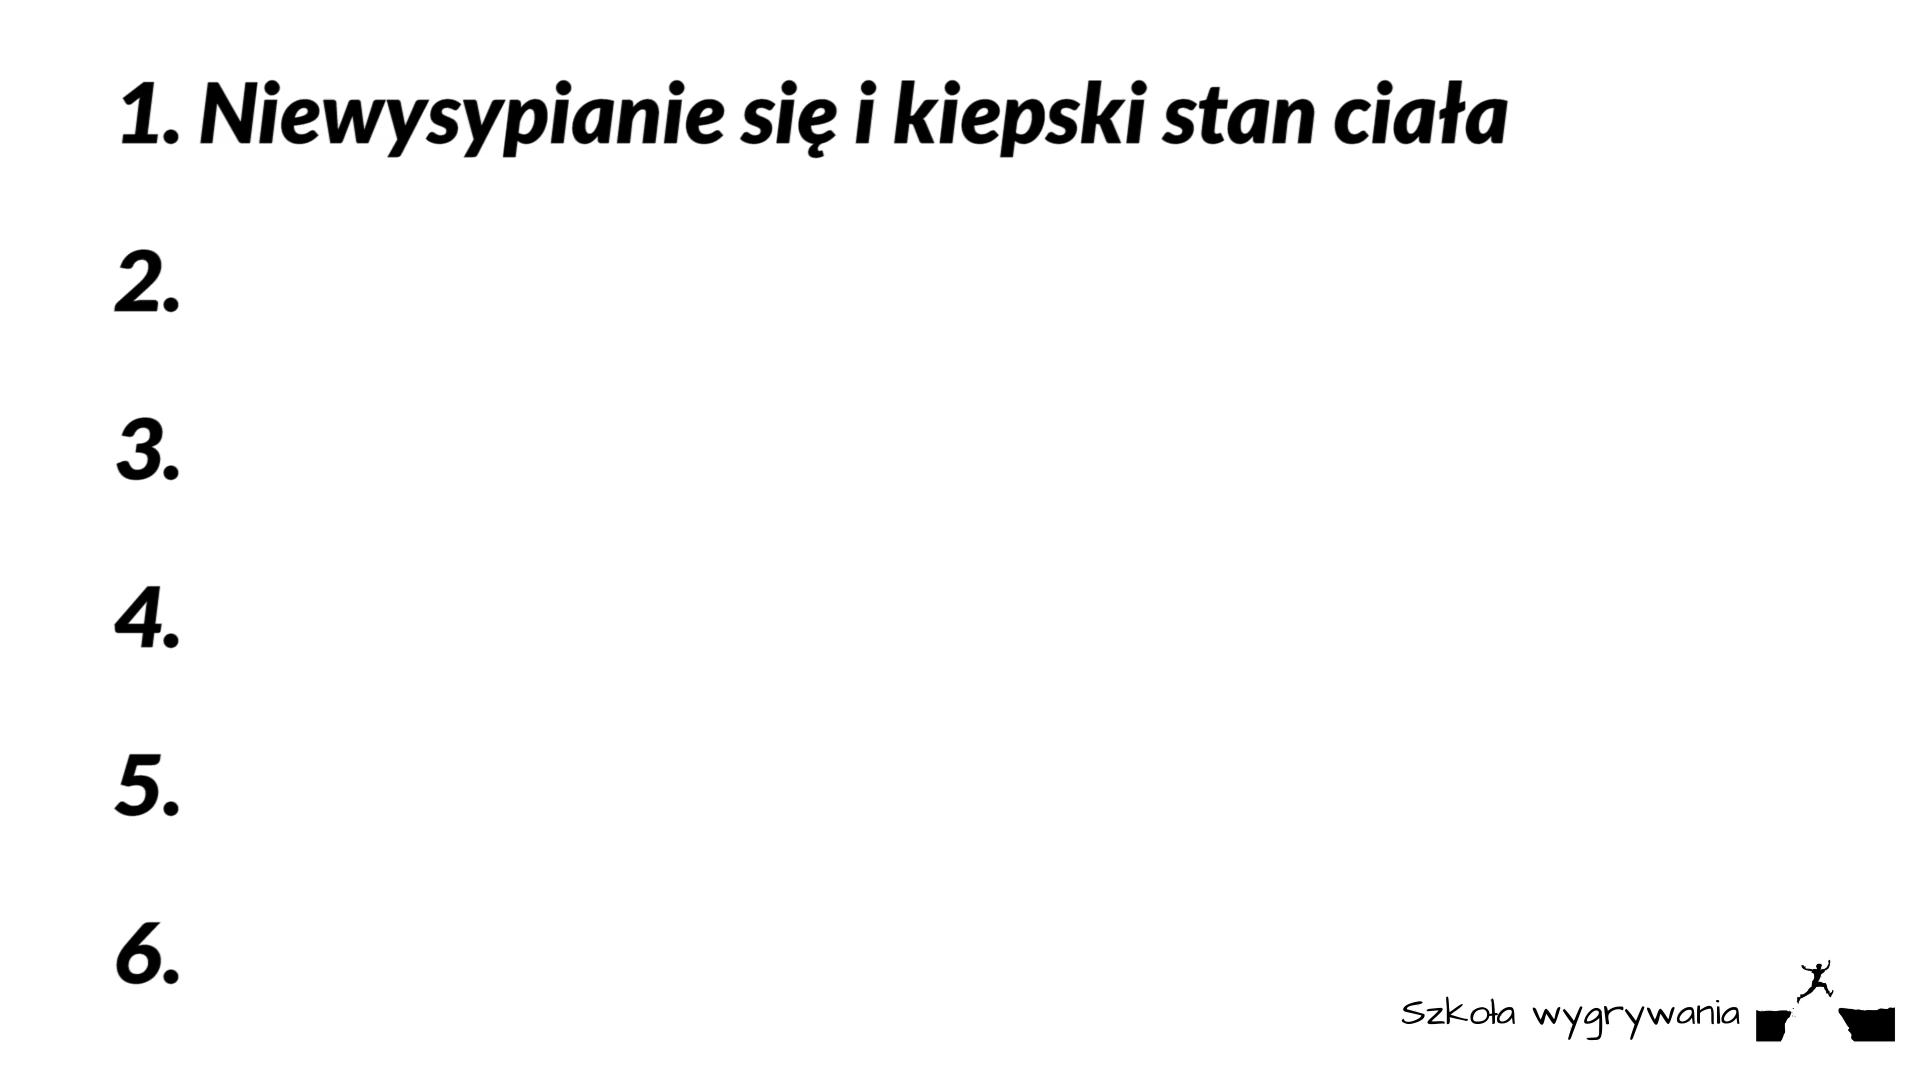 1. Niewysypianie się i kiepski stan ciała
2.
3.
4.
5.
6.
Szkoła wygrywania